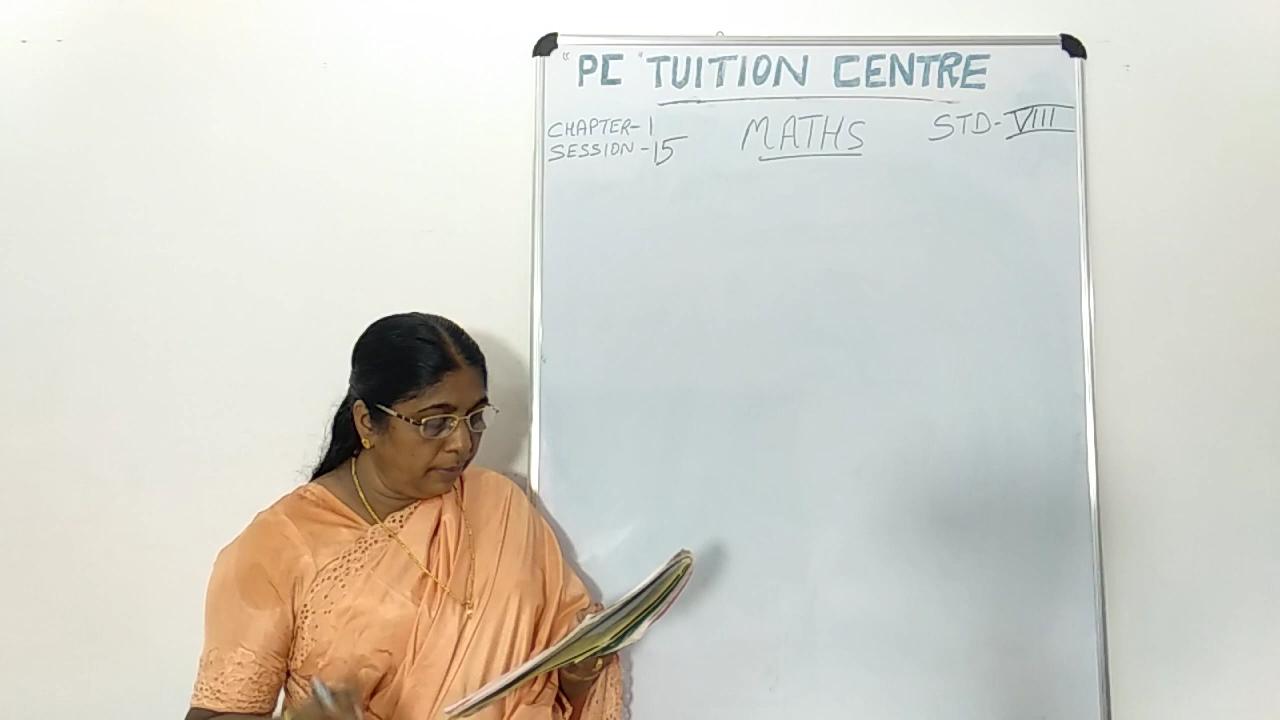 "PC" TUITION CENTRE
CHAPTER-1
SESSION-15
MATHS
STD-VIII